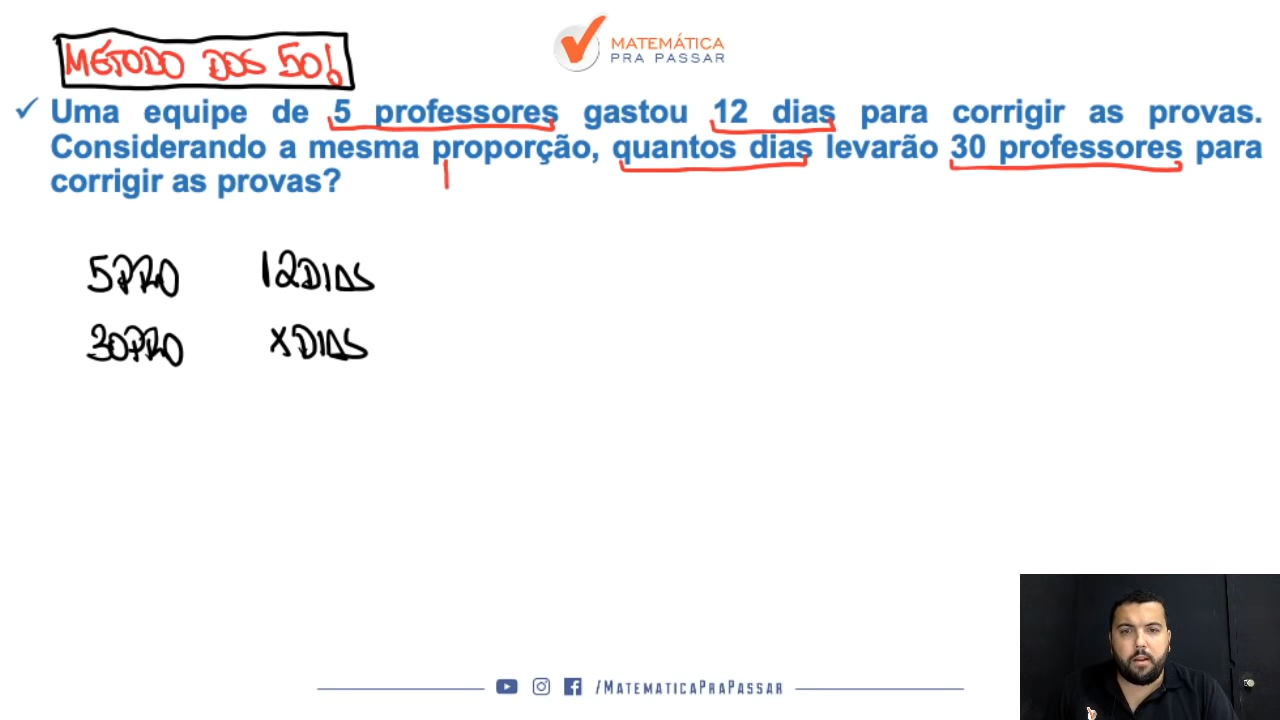 MÉTODO DOS 50!
MATEMÁTICA
PRA PASSAR
✓ Uma equipe de 5 professores gastou 12 dias para corrigir as provas.
Considerando a mesma proporção, quantos dias levarão 30 professores para
corrigir as provas?
5PRO 12DIAS
30PRO XDIAS
/MATEMATICAPRAPASSAR